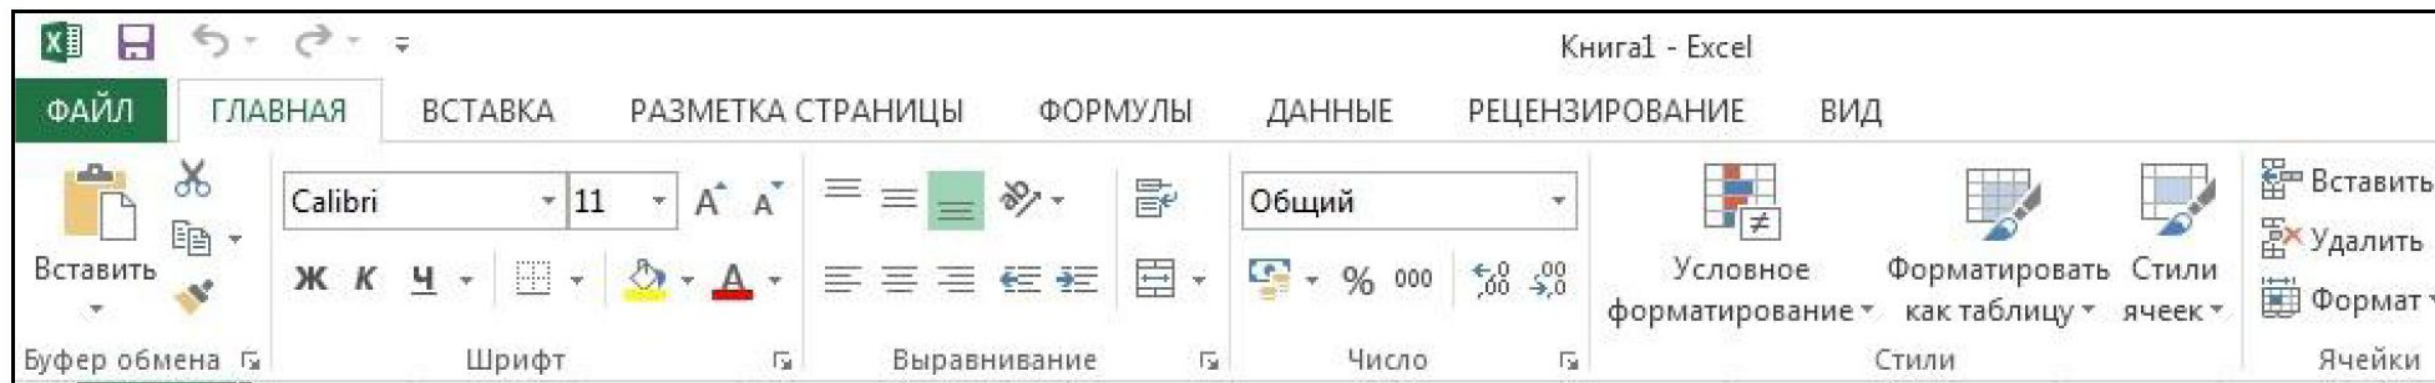 Книга1 - Excel
ФАЙЛ ГЛАВНАЯ ВСТАВКА РАЗМЕТКА СТРАНИЦЫ ФОРМУЛЫ ДАННЫЕ РЕЦЕНЗИРОВАНИЕ ВИД
Вставить
Calibri 11
Ж К Ч
Общий
% 000
Условное форматирование
Форматировать как таблицу
Стили ячеек
Вставить
Удалить
Формат
Буфер обмена Шрифт Выравнивание Число Стили Ячейки